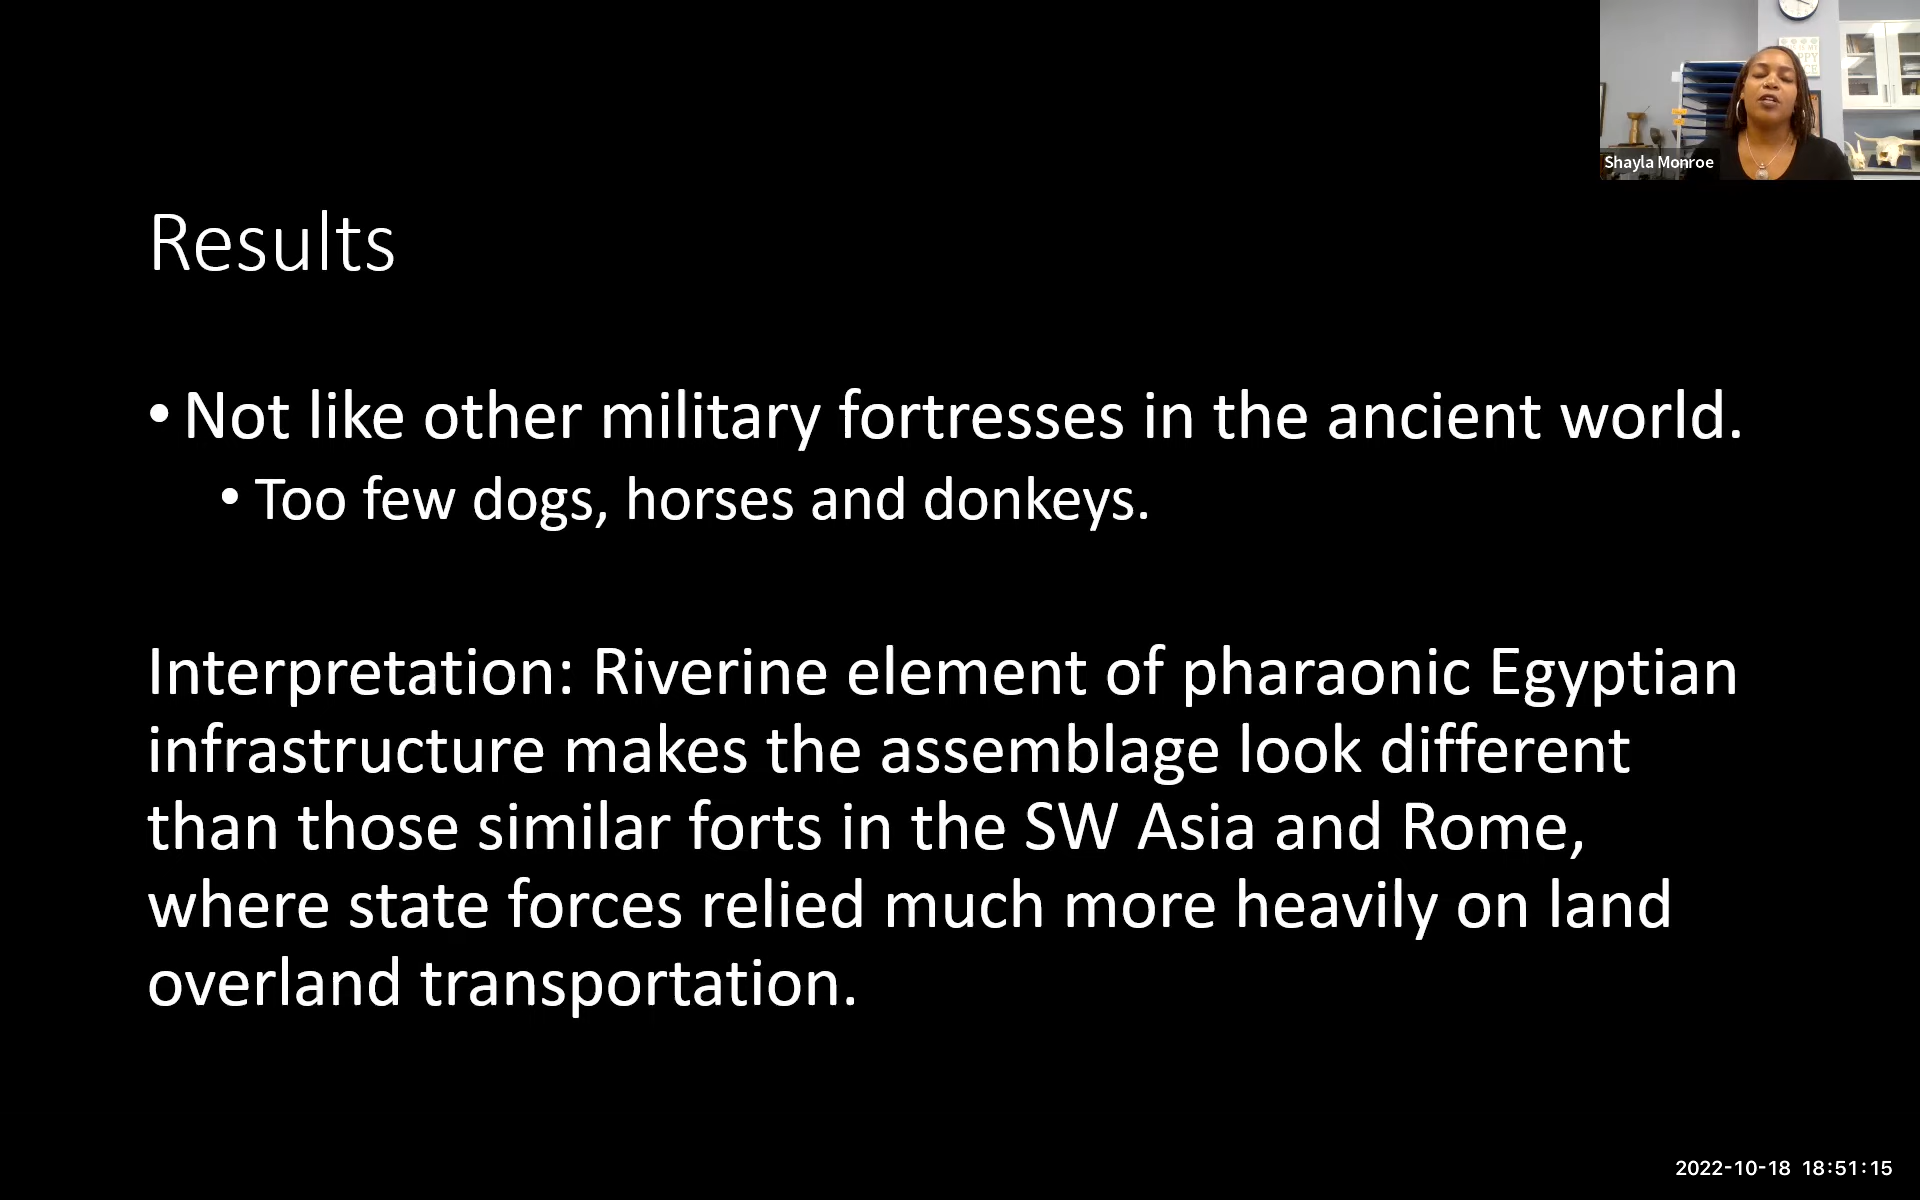 Shayla Monroe
Results
• Not like other military fortresses in the ancient world.
• Too few dogs, horses and donkeys.
Interpretation: Riverine element of pharaonic Egyptian
infrastructure makes the assemblage look different
than those similar forts in the SW Asia and Rome,
where state forces relied much more heavily on land
overland transportation.
2022-10-18 18:51:15